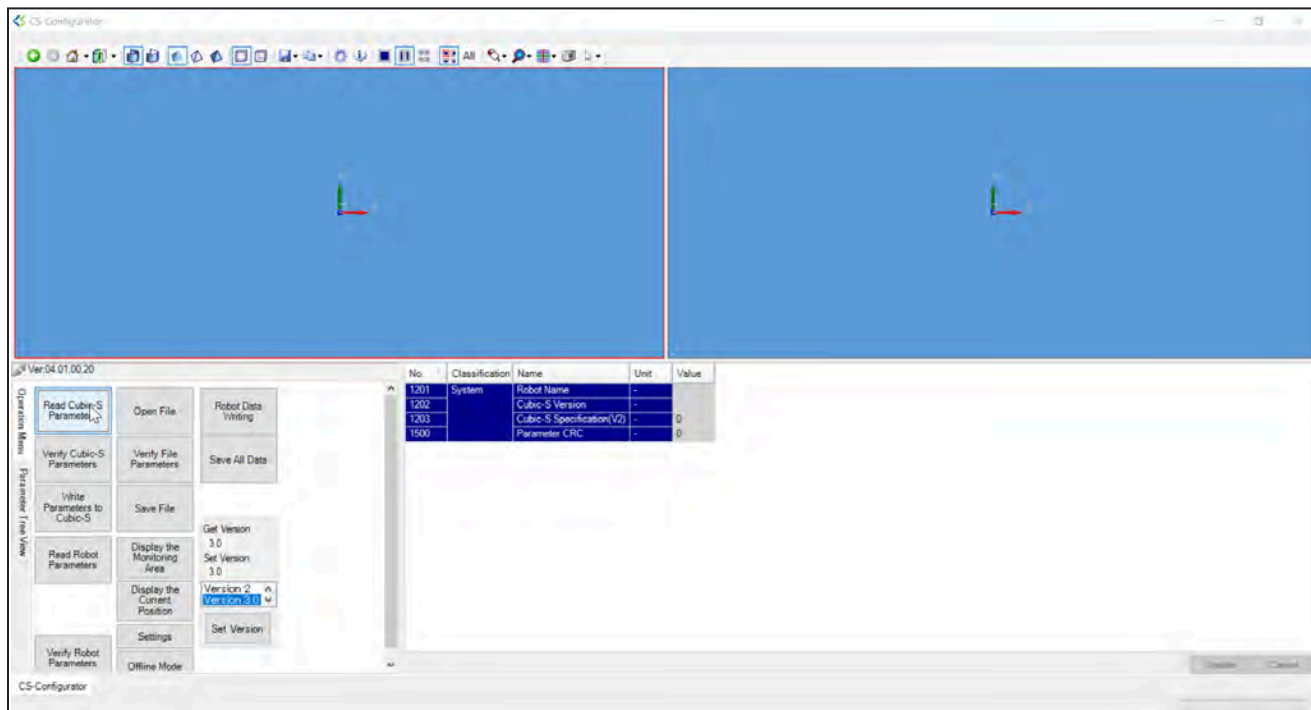 CS-Configurator
All
Ver:04.01.00.20
Operation Menu
Parameter Tree View
Read Cubic-S
Parameters
Open File
Robot Data
Writing
Verify Cubic-S
Parameters
Verify File
Parameters
Save All Data
Write
Parameters to
Cubic-S
Save File
Get Version
3.0
Set Version
3.0
Read Robot
Parameters
Display the
Monitoring
Area
Version 2
Version 3.0
Display the
Current
Position
Set Version
Settings
Verify Robot
Parameters
Offline Mode
No. Classification Name Unit Value
1201 System Robot Name -
1202 Cubic-S Version -
1203 Cubic-S Specification(V2) - 0
1500 Parameter CRC - 0
Cancel
CS-Configurator